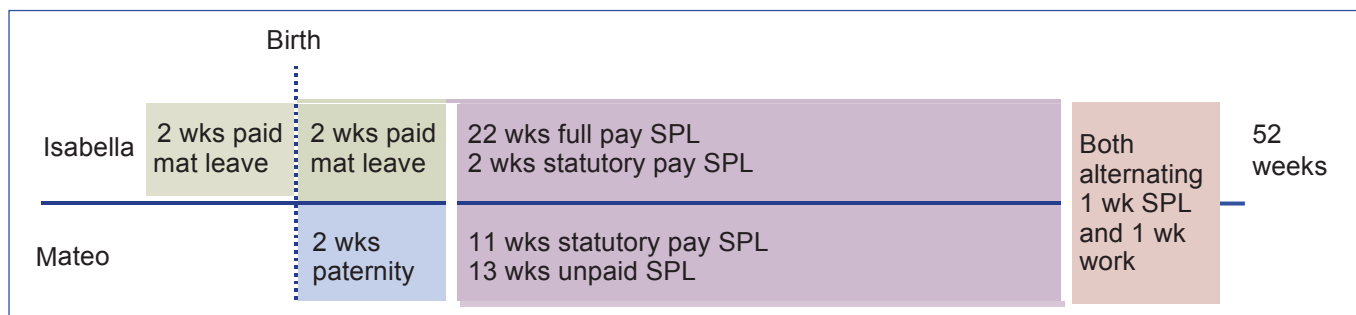 Birth
Isabella
2 wks paid
mat leave
2 wks paid
mat leave
22 wks full pay SPL
2 wks statutory pay SPL
Both
alternating
1 wk SPL
and 1 wk
work
52
weeks
Mateo
2 wks
paternity
11 wks statutory pay SPL
13 wks unpaid SPL